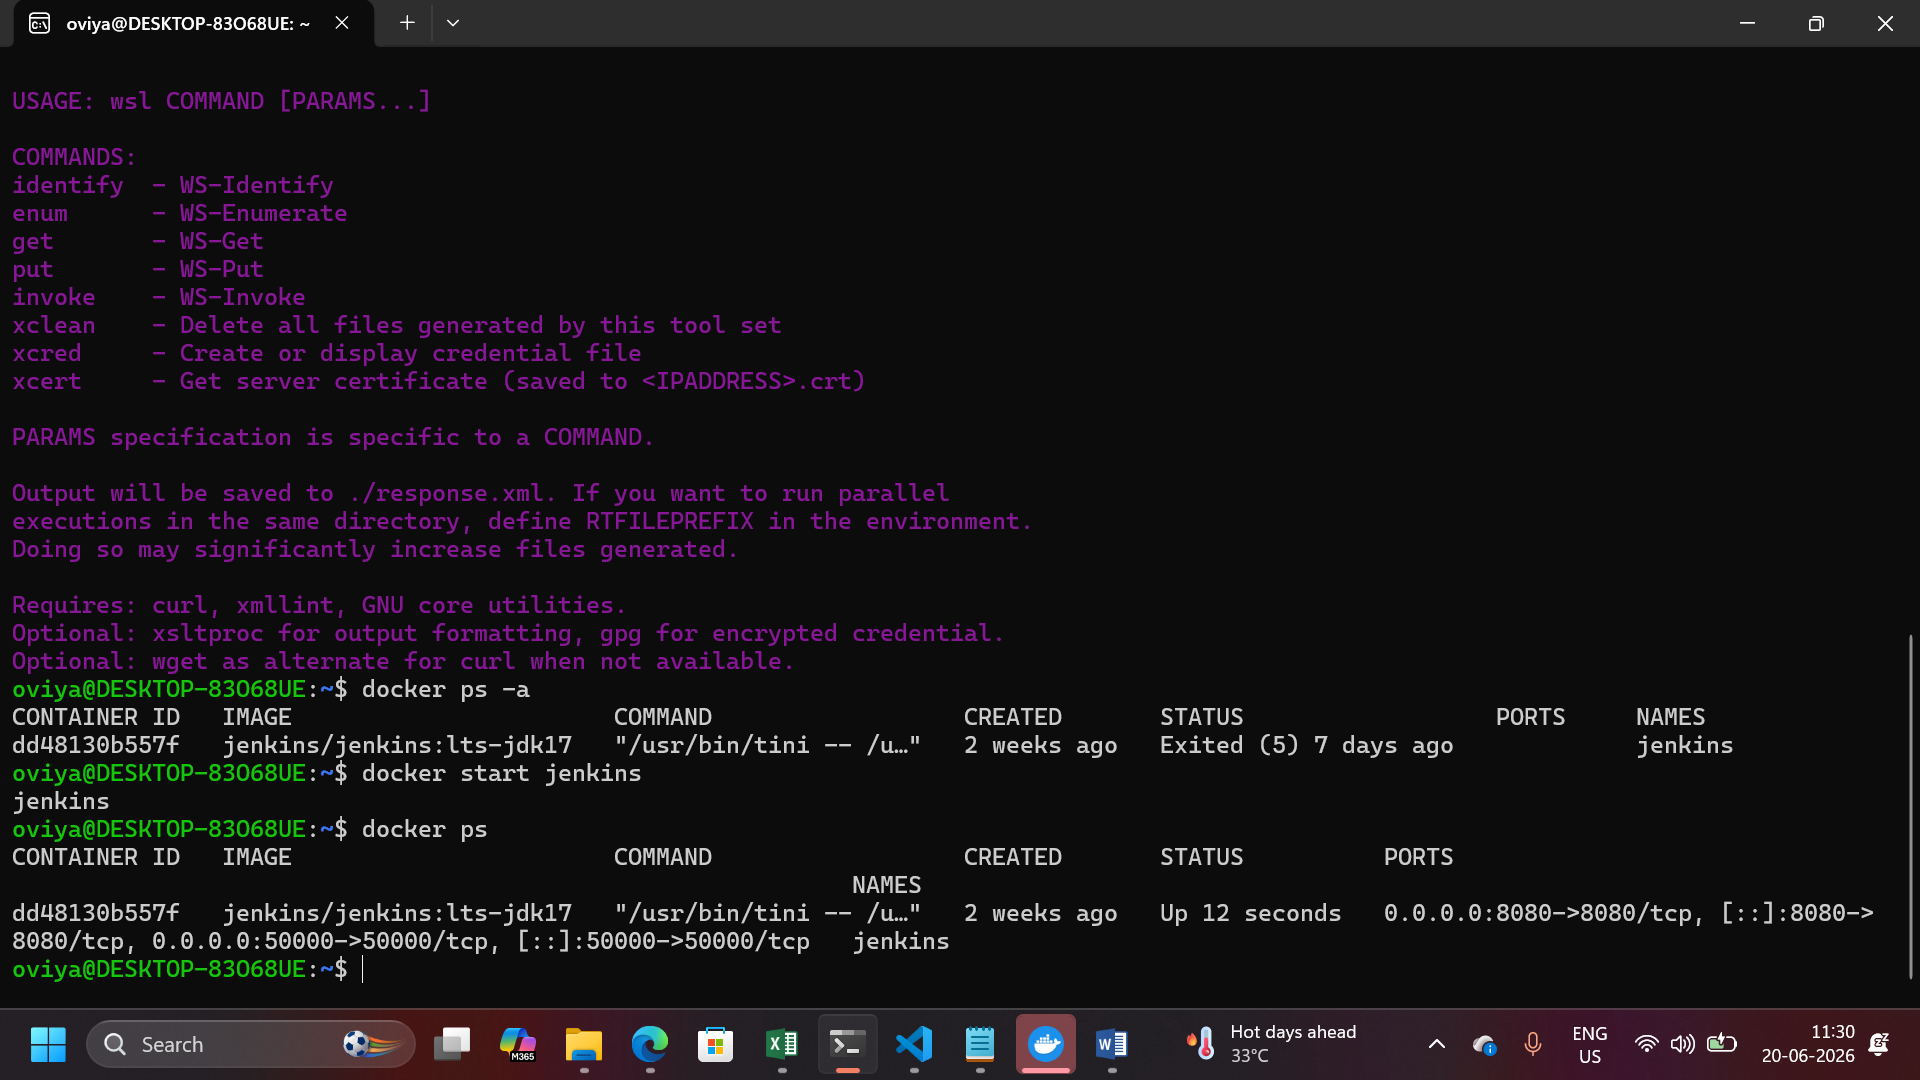 oviya@DESKTOP-83O68UE: ~
USAGE: wsl COMMAND [PARAMS...]
COMMANDS:
identify  - WS-Identify
enum      - WS-Enumerate
get       - WS-Get
put       - WS-Put
invoke    - WS-Invoke
xclean    - Delete all files generated by this tool set
xcred     - Create or display credential file
xcert     - Get server certificate (saved to <IPADDRESS>.crt)
PARAMS specification is specific to a COMMAND.
Output will be saved to ./response.xml. If you want to run parallel
executions in the same directory, define RTFILEPREFIX in the environment.
Doing so may significantly increase files generated.
Requires: curl, xmllint, GNU core utilities.
Optional: xsltproc for output formatting, gpg for encrypted credential.
Optional: wget as alternate for curl when not available.
oviya@DESKTOP-83O68UE:~$ docker ps -a
CONTAINER ID   IMAGE                       COMMAND                  CREATED       STATUS                  PORTS     NAMES
dd48130b557f   jenkins/jenkins:lts-jdk17   "/usr/bin/tini -- /u…"   2 weeks ago   Exited (5) 7 days ago             jenkins
oviya@DESKTOP-83O68UE:~$ docker start jenkins
jenkins
oviya@DESKTOP-83O68UE:~$ docker ps
CONTAINER ID   IMAGE                       COMMAND                  CREATED       STATUS          PORTS
NAMES
dd48130b557f   jenkins/jenkins:lts-jdk17   "/usr/bin/tini -- /u…"   2 weeks ago   Up 12 seconds   0.0.0.0:8080->8080/tcp, [::]:8080->
8080/tcp, 0.0.0.0:50000->50000/tcp, [::]:50000->50000/tcp   jenkins
oviya@DESKTOP-83O68UE:~$
Search
M365
Hot days ahead
33°C
ENG
US
11:30
20-06-2026